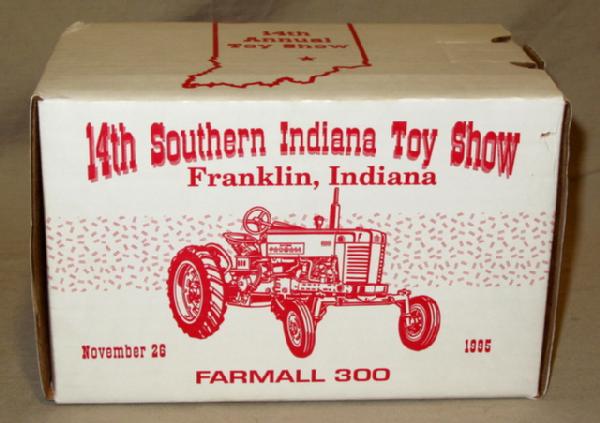 14th
Annual
Toy Show
14th Southern Indiana Toy Show
Franklin, Indiana
November 26
1995
FARMALL 300